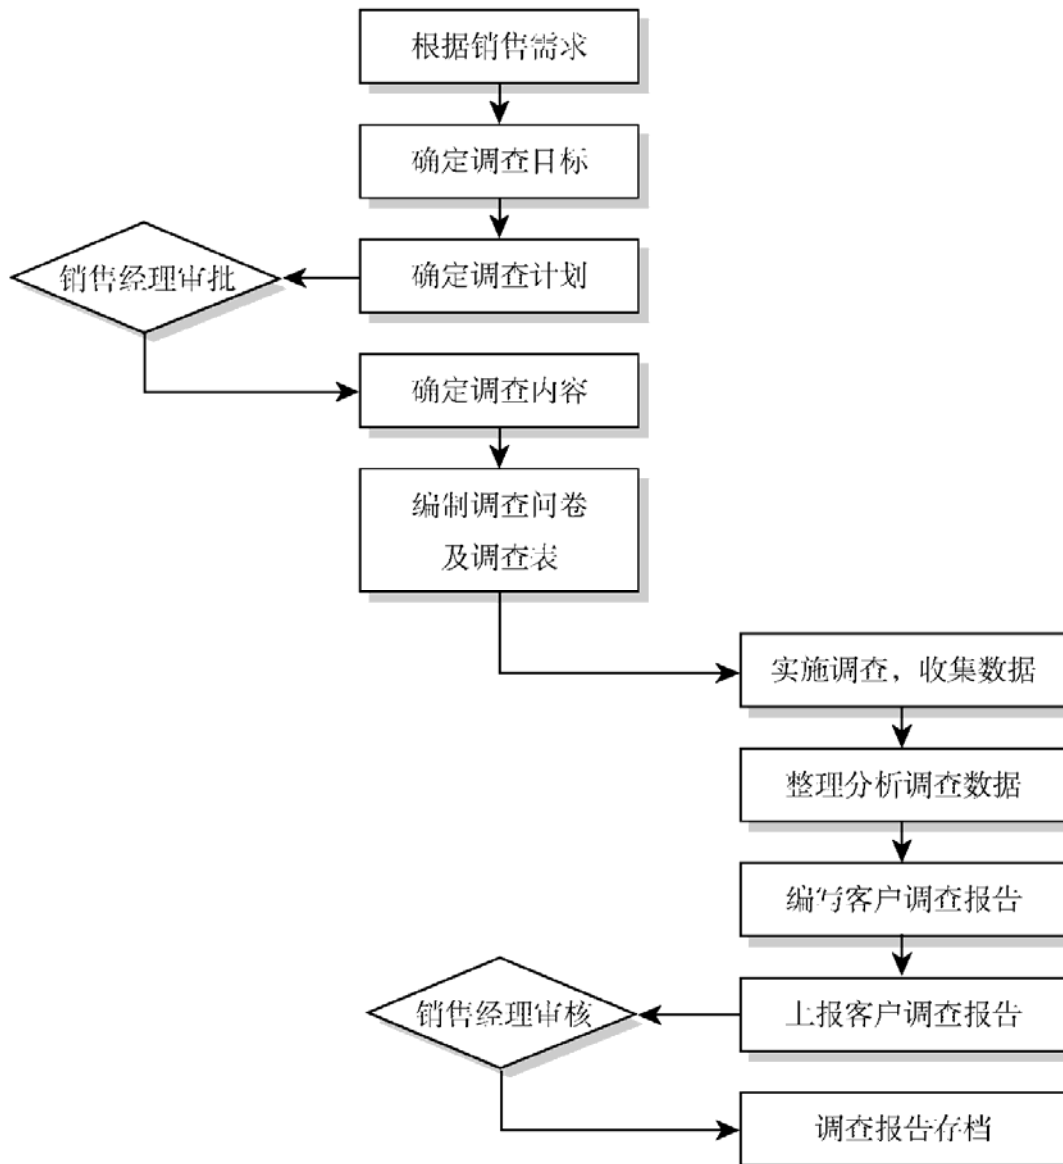 根据销售需求
确定调查目标
确定调查计划
销售经理审批
确定调查内容
编制调查问卷
及调查表
实施调查，收集数据
整理分析调查数据
编写客户调查报告
上报客户调查报告
销售经理审核
调查报告存档